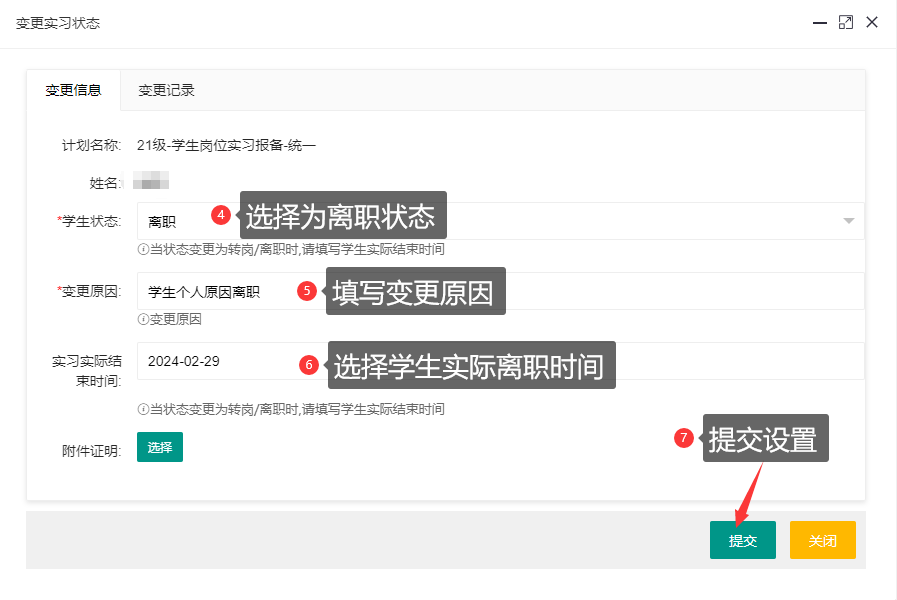 变更实习状态
变更信息
变更记录
计划名称:
21级-学生岗位实习报备-统一
姓名:
*学生状态:
离职
4
选择为离职状态
当状态变更为转岗/离职时,请填写学生实际结束时间
*变更原因:
学生个人原因离职
5
填写变更原因
变更原因
实习实际结
束时间:
2024-02-29
6
选择学生实际离职时间
当状态变更为转岗/离职时,请填写学生实际结束时间
附件证明:
选择
7
提交设置
提交
关闭